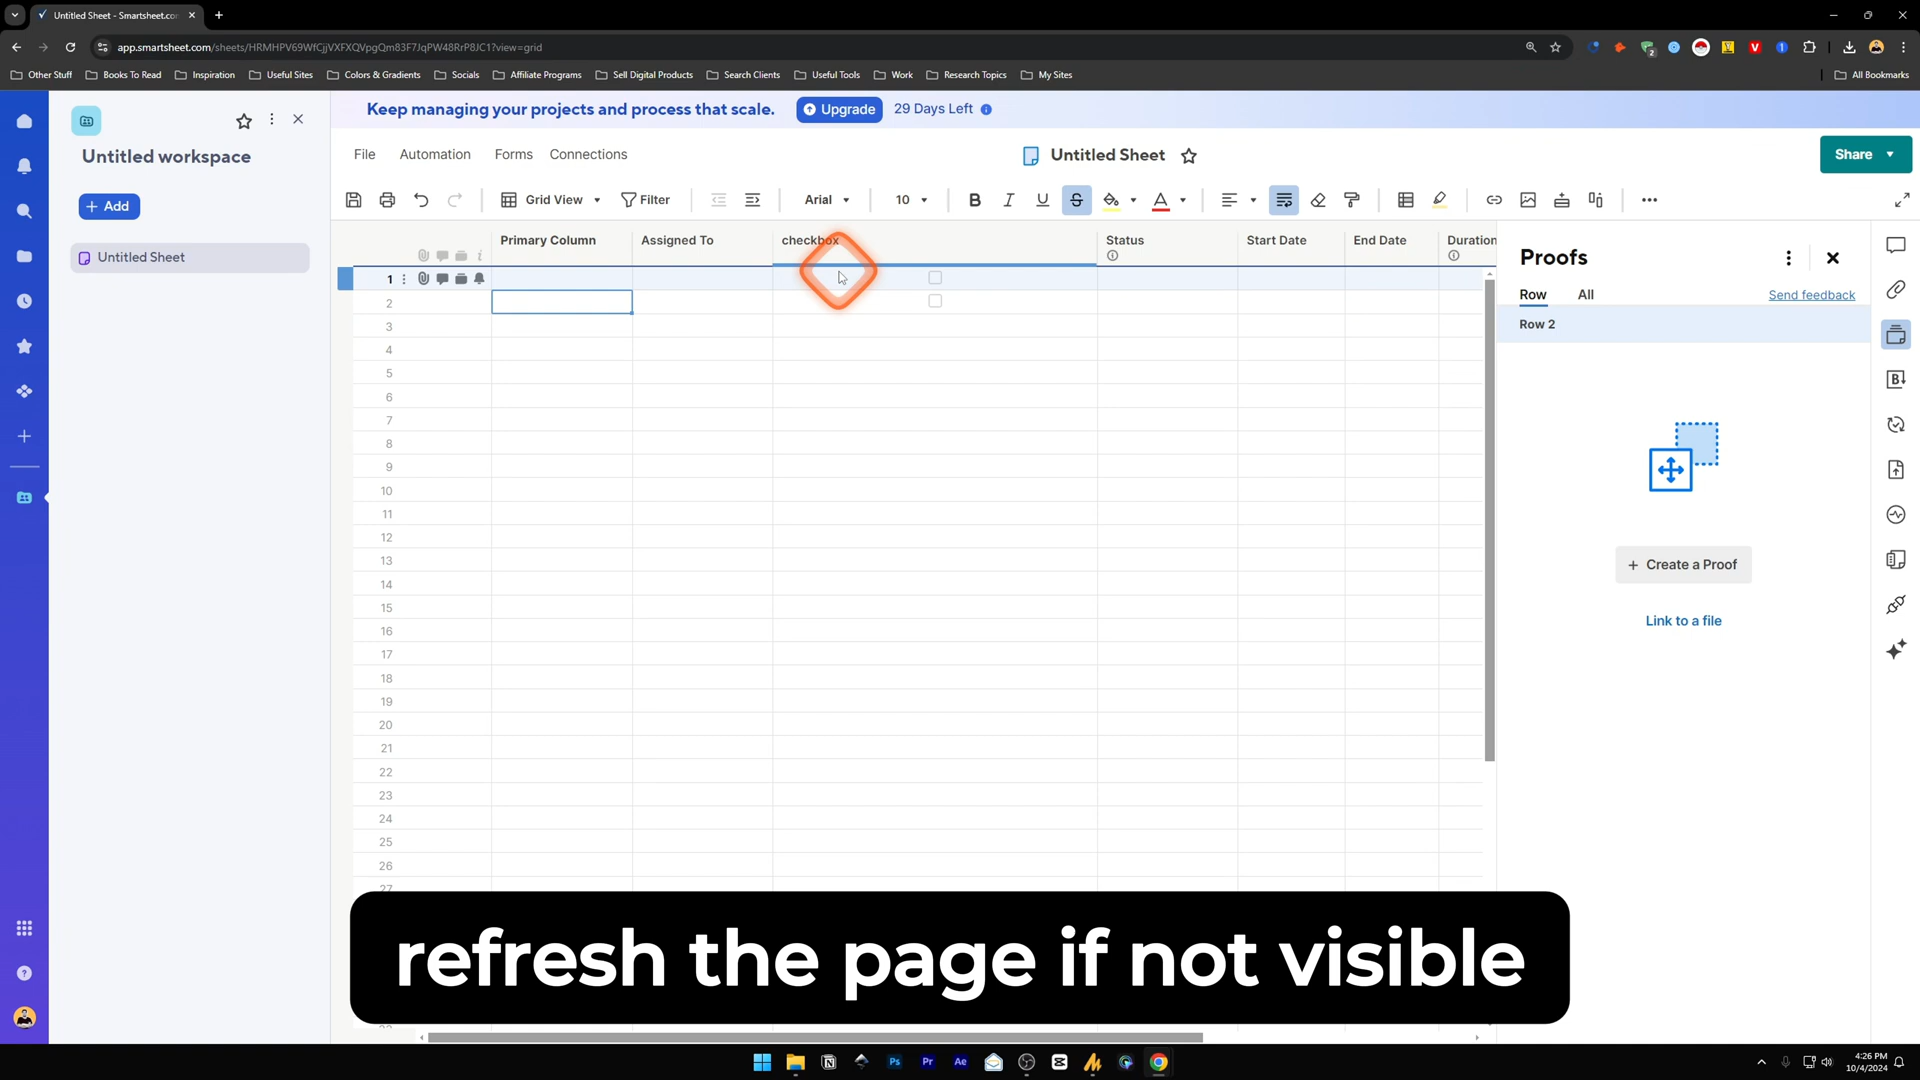 Untitled Sheet - Smartsheet.co
app.smartsheet.com/sheets/HRMHPV69WfCjjVXFXQVpgQm83F7JqPW48RrP8JC1?view=grid
Other Stuff
Books To Read
Inspiration
Useful Sites
Colors & Gradients
Socials
Affiliate Programs
Sell Digital Products
Search Clients
Useful Tools
Work
Research Topics
My Sites
All Bookmarks
Keep managing your projects and process that scale.
Upgrade
29 Days Left
Untitled workspace
File
Automation
Forms
Connections
Untitled Sheet
Share
+ Add
Grid View
Filter
Arial
10
B
I
U
S
A
Untitled Sheet
Primary Column
Assigned To
checkbox
Status
Start Date
End Date
Duration
1
2
3
4
5
6
7
8
9
10
11
12
13
14
15
16
17
18
19
20
21
22
23
24
25
26
27
Proofs
Row
All
Send feedback
Row 2
+ Create a Proof
Link to a file
refresh the page if not visible
Ps
Pr
Ae
4:26 PM
10/4/2024